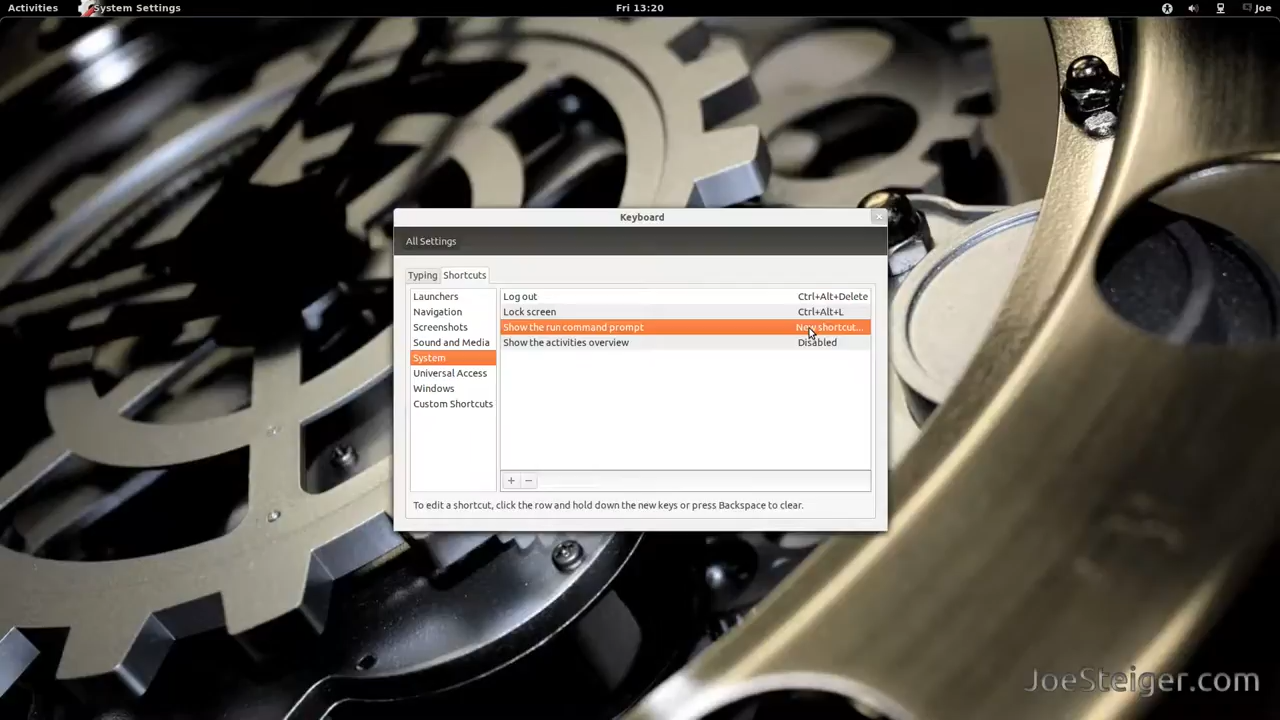 Activities System Settings Fri 13:20 Joe
Keyboard
All Settings
Typing Shortcuts
Launchers
Navigation
Screenshots
Sound and Media
System
Universal Access
Windows
Custom Shortcuts
Log out Ctrl+Alt+Delete
Lock screen Ctrl+Alt+L
Show the run command prompt New shortcut...
Show the activities overview Disabled
To edit a shortcut, click the row and hold down the new keys or press Backspace to clear.
JoeSteiger.com